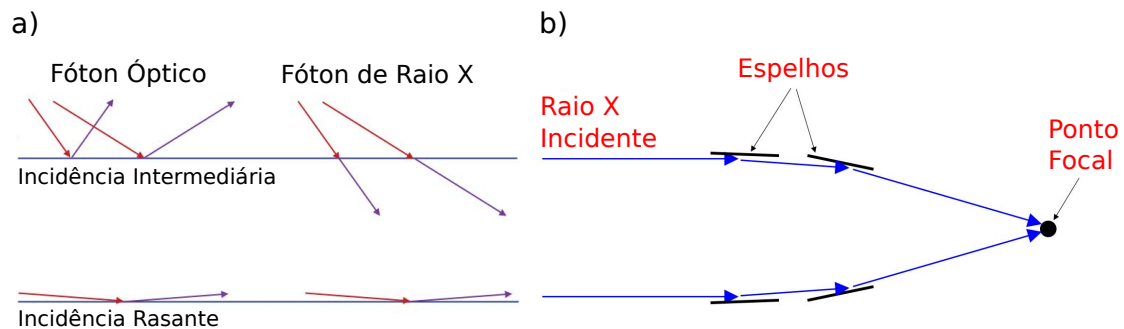 a)
Fóton Óptico
Fóton de Raio X
Incidência Intermediária
Incidência Rasante
b)
Espelhos
Raio X
Incidente
Ponto
Focal